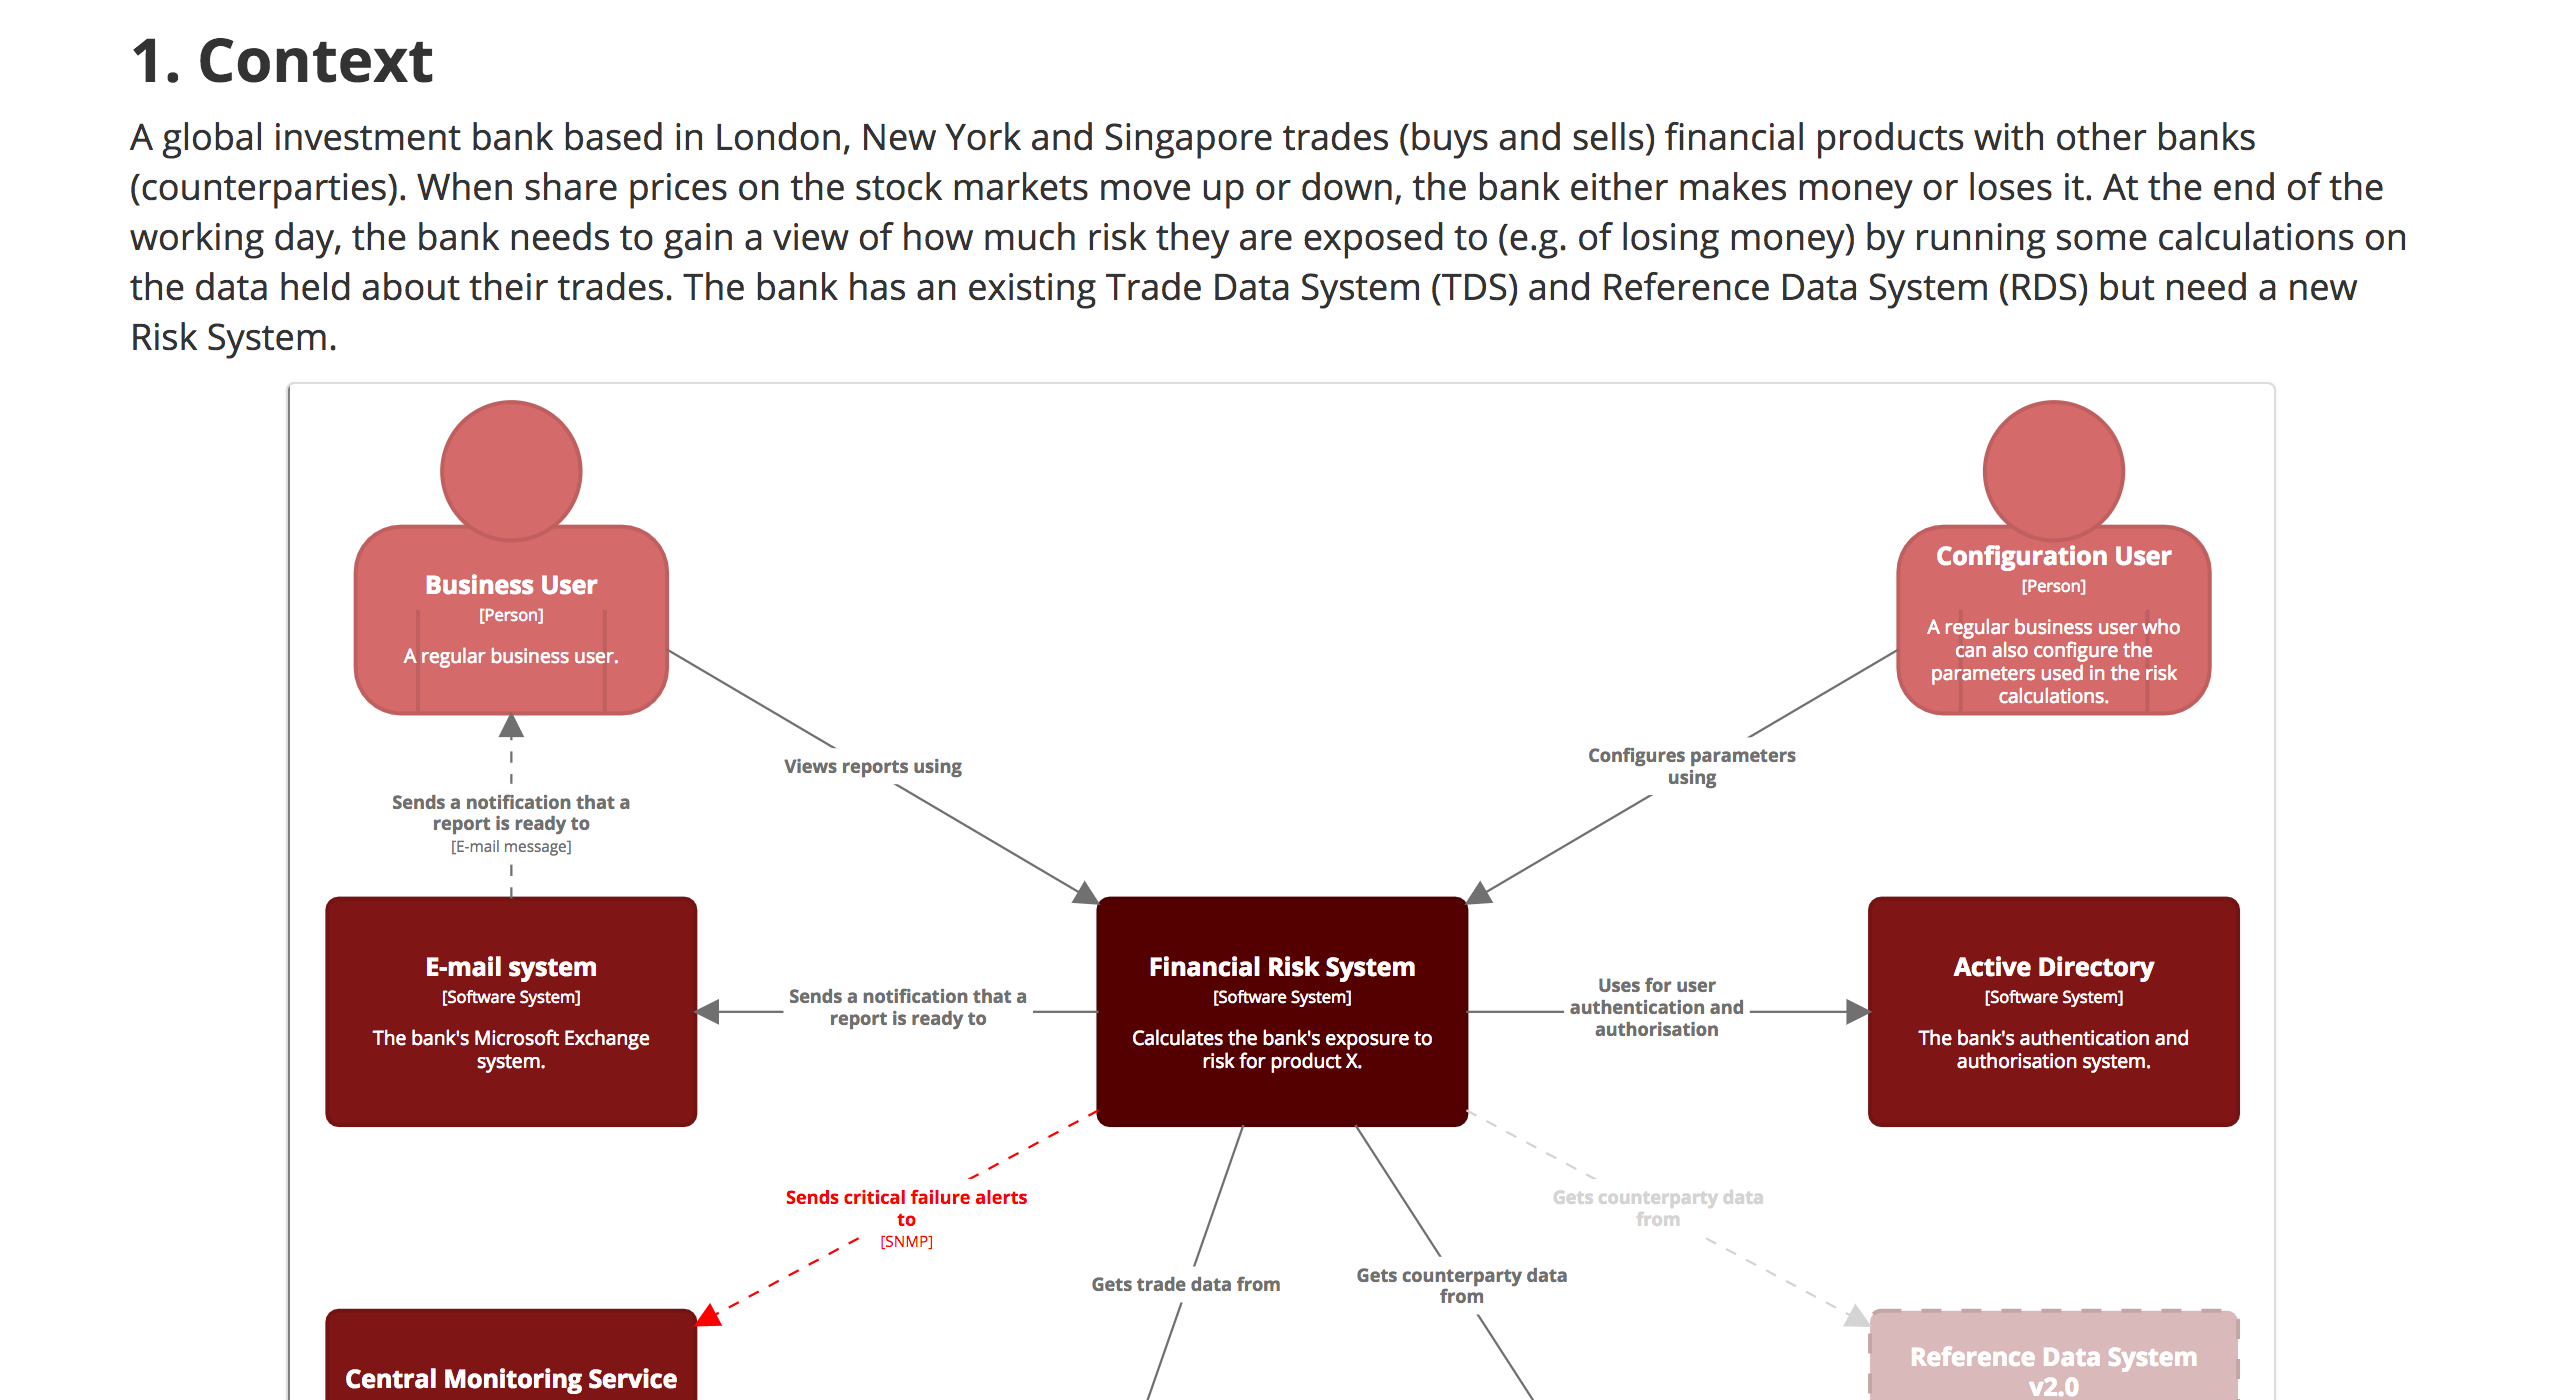 1. Context
A global investment bank based in London, New York and Singapore trades (buys and sells) financial products with other banks
(counterparties). When share prices on the stock markets move up or down, the bank either makes money or loses it. At the end of the
working day, the bank needs to gain a view of how much risk they are exposed to (e.g. of losing money) by running some calculations on
the data held about their trades. The bank has an existing Trade Data System (TDS) and Reference Data System (RDS) but need a new
Risk System.
Business User
[Person]
A regular business user.
Configuration User
[Person]
A regular business user who
can also configure the
parameters used in the risk
calculations.
Views reports using
Configures parameters
using
Sends a notification that a
report is ready to
[E-mail message]
E-mail system
[Software System]
The bank's Microsoft Exchange
system.
Sends a notification that a
report is ready to
Financial Risk System
[Software System]
Calculates the bank's exposure to
risk for product X.
Uses for user
authentication and
authorisation
Active Directory
[Software System]
The bank's authentication and
authorisation system.
Sends critical failure alerts
to
[SNMP]
Gets trade data from
Gets counterparty data
from
Gets counterparty data
from
Central Monitoring Service
Reference Data System
v2.0